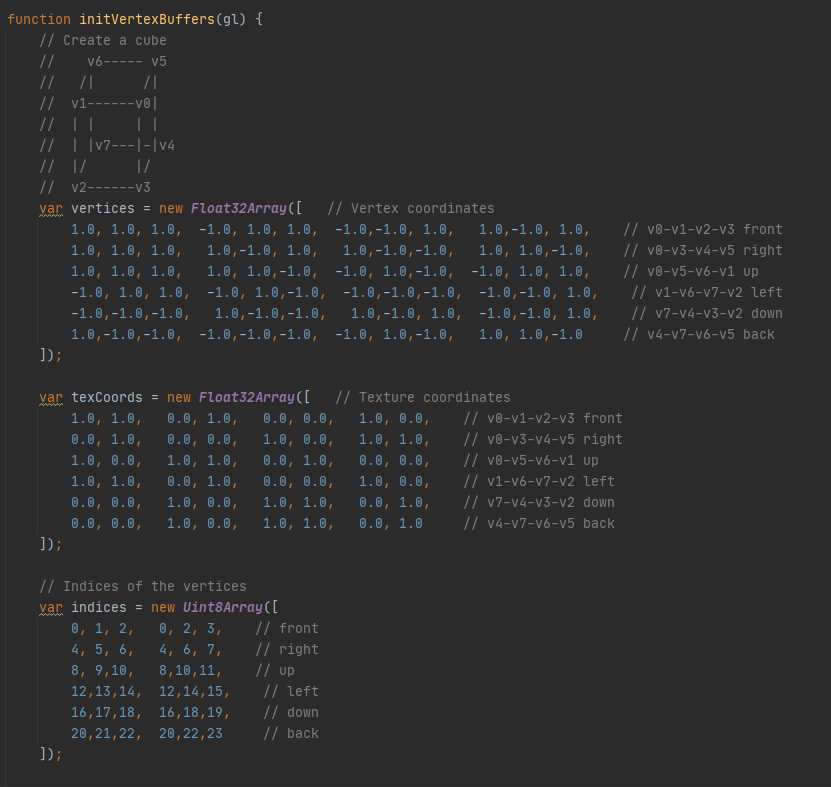 function initVertexBuffers(gl) {
    // Create a cube
    //    v6----- v5
    //   /|      /|
    //  v1------v0|
    //  | |     | |
    //  | |v7---|-|v4
    //  |/      |/
    //  v2------v3
    var vertices = new Float32Array([   // Vertex coordinates
        1.0, 1.0, 1.0,  -1.0, 1.0, 1.0,  -1.0,-1.0, 1.0,   1.0,-1.0, 1.0,    // v0-v1-v2-v3 front
        1.0, 1.0, 1.0,   1.0,-1.0, 1.0,   1.0,-1.0,-1.0,   1.0, 1.0,-1.0,    // v0-v3-v4-v5 right
        1.0, 1.0, 1.0,   1.0, 1.0,-1.0,  -1.0, 1.0,-1.0,  -1.0, 1.0, 1.0,    // v0-v5-v6-v1 up
        -1.0, 1.0, 1.0,  -1.0, 1.0,-1.0,  -1.0,-1.0,-1.0,  -1.0,-1.0, 1.0,    // v1-v6-v7-v2 left
        -1.0,-1.0,-1.0,   1.0,-1.0,-1.0,   1.0,-1.0, 1.0,  -1.0,-1.0, 1.0,    // v7-v4-v3-v2 down
        1.0,-1.0,-1.0,  -1.0,-1.0,-1.0,  -1.0, 1.0,-1.0,   1.0, 1.0,-1.0     // v4-v7-v6-v5 back
    ]);
    var texCoords = new Float32Array([   // Texture coordinates
        1.0, 1.0,   0.0, 1.0,   0.0, 0.0,   1.0, 0.0,    // v0-v1-v2-v3 front
        0.0, 1.0,   0.0, 0.0,   1.0, 0.0,   1.0, 1.0,    // v0-v3-v4-v5 right
        1.0, 0.0,   1.0, 1.0,   0.0, 1.0,   0.0, 0.0,    // v0-v5-v6-v1 up
        1.0, 1.0,   0.0, 1.0,   0.0, 0.0,   1.0, 0.0,    // v1-v6-v7-v2 left
        0.0, 0.0,   1.0, 0.0,   1.0, 1.0,   0.0, 1.0,    // v7-v4-v3-v2 down
        0.0, 0.0,   1.0, 0.0,   1.0, 1.0,   0.0, 1.0     // v4-v7-v6-v5 back
    ]);
    // Indices of the vertices
    var indices = new Uint8Array([
        0, 1, 2,   0, 2, 3,    // front
        4, 5, 6,   4, 6, 7,    // right
        8, 9,10,   8,10,11,    // up
        12,13,14,  12,14,15,    // left
        16,17,18,  16,18,19,    // down
        20,21,22,  20,22,23     // back
    ]);